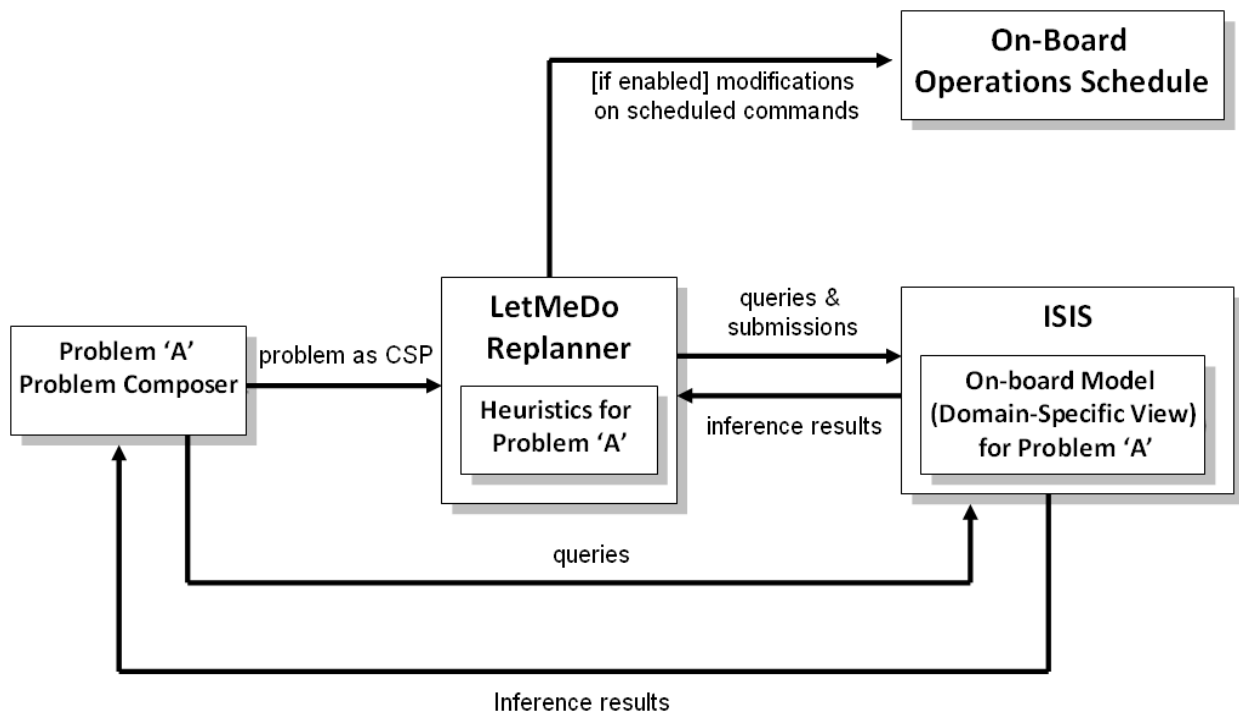 On-Board
Operations Schedule
[if enabled] modifications
on scheduled commands
LetMeDo
Replanner
Heuristics for
Problem ‘A’
queries &
submissions
ISIS
On-board Model
(Domain-Specific View)
for Problem ‘A’
Problem ‘A’
Problem Composer
problem as CSP
inference results
queries
Inference results